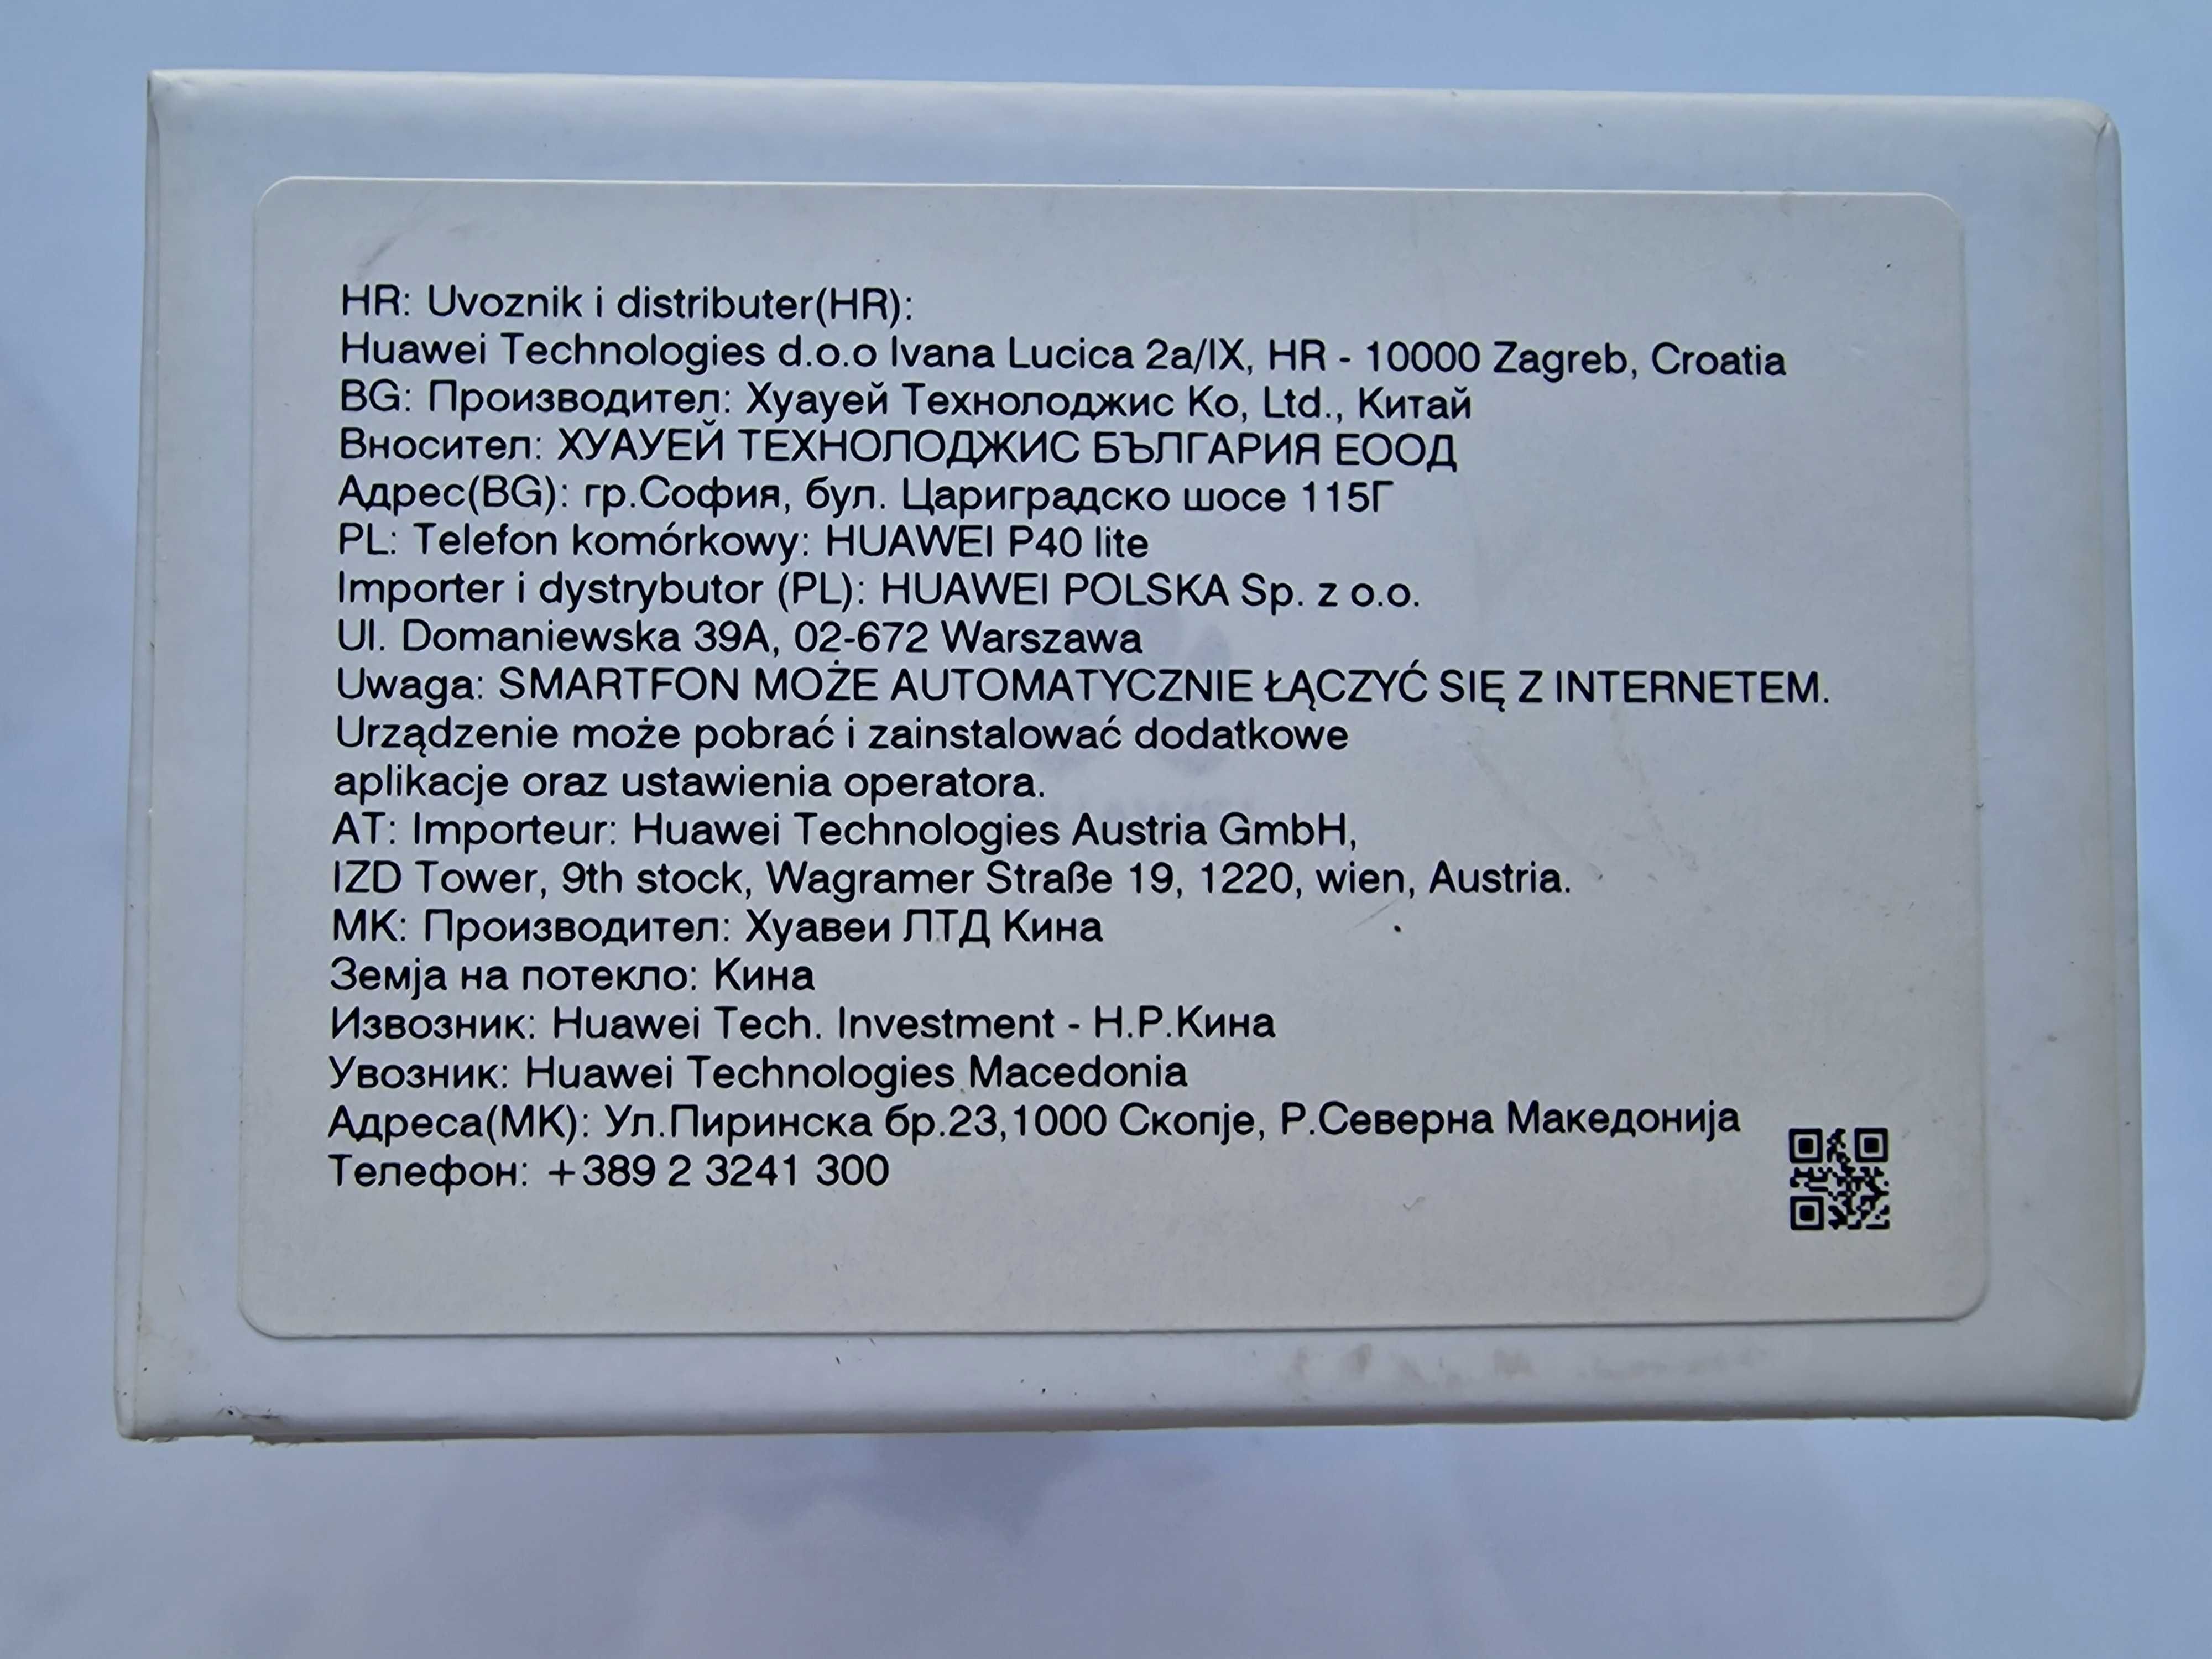 HR: Uvoznik i distributer(HR):
Huawei Technologies d.o.o Ivana Lucica 2a/IX, HR - 10000 Zagreb, Croatia
BG: Производител: Хуауей Технолоджис Ko, Ltd., Китай
Вносител: ХУАУЕЙ ТЕХНОЛОДЖИС БЪЛГАРИЯ ЕООД
Адрес(BG): гр.София, бул. Цариградско шосе 115Г
PL: Telefon komórkowy: HUAWEI P40 lite
Importer i dystrybutor (PL): HUAWEI POLSKA Sp. z o.o.
Ul. Domaniewska 39A, 02-672 Warszawa
Uwaga: SMARTFON MOŻE AUTOMATYCZNIE ŁĄCZYĆ SIĘ Z INTERNETEM.
Urządzenie może pobrać i zainstalować dodatkowe
aplikacje oraz ustawienia operatora.
AT: Importeur: Huawei Technologies Austria GmbH,
IZD Tower, 9th stock, Wagramer Straße 19, 1220, wien, Austria.
MK: Производител: Хуавеи ЛТД Кина
Земја на потекло: Кина
Извозник: Huawei Tech. Investment - Н.Р.Кина
Увозник: Huawei Technologies Macedonia
Адреса(MK): Ул.Пиринска бр.23,1000 Скопје, Р.Северна Македонија
Телефон: +389 2 3241 300